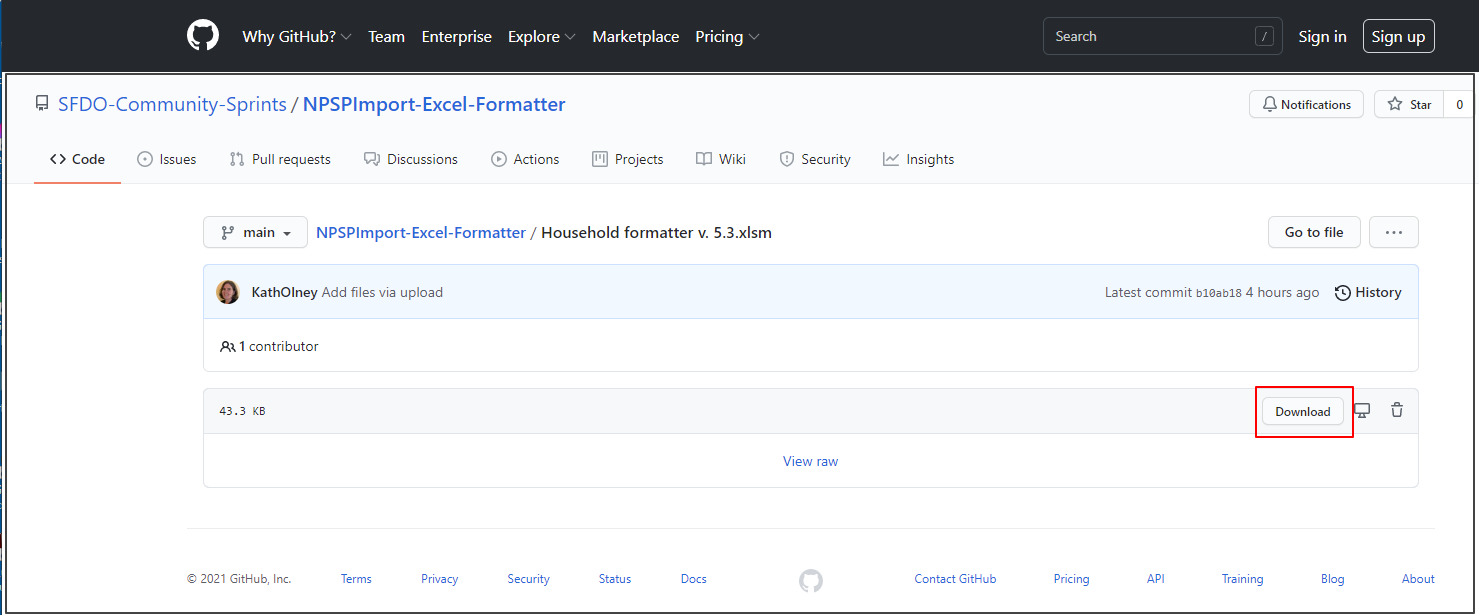 Why GitHub? Team Enterprise Explore Marketplace Pricing Search / Sign in Sign up
SFDO-Community-Sprints / NPSPImport-Excel-Formatter Notifications Star 0
Code Issues Pull requests Discussions Actions Projects Wiki Security Insights
main NPSPImport-Excel-Formatter / Household formatter v. 5.3.xlsm Go to file ...
KathOlney Add files via upload Latest commit b10ab18 4 hours ago History
1 contributor
43.3 KB Download
View raw
© 2021 GitHub, Inc. Terms Privacy Security Status Docs Contact GitHub Pricing API Training Blog About